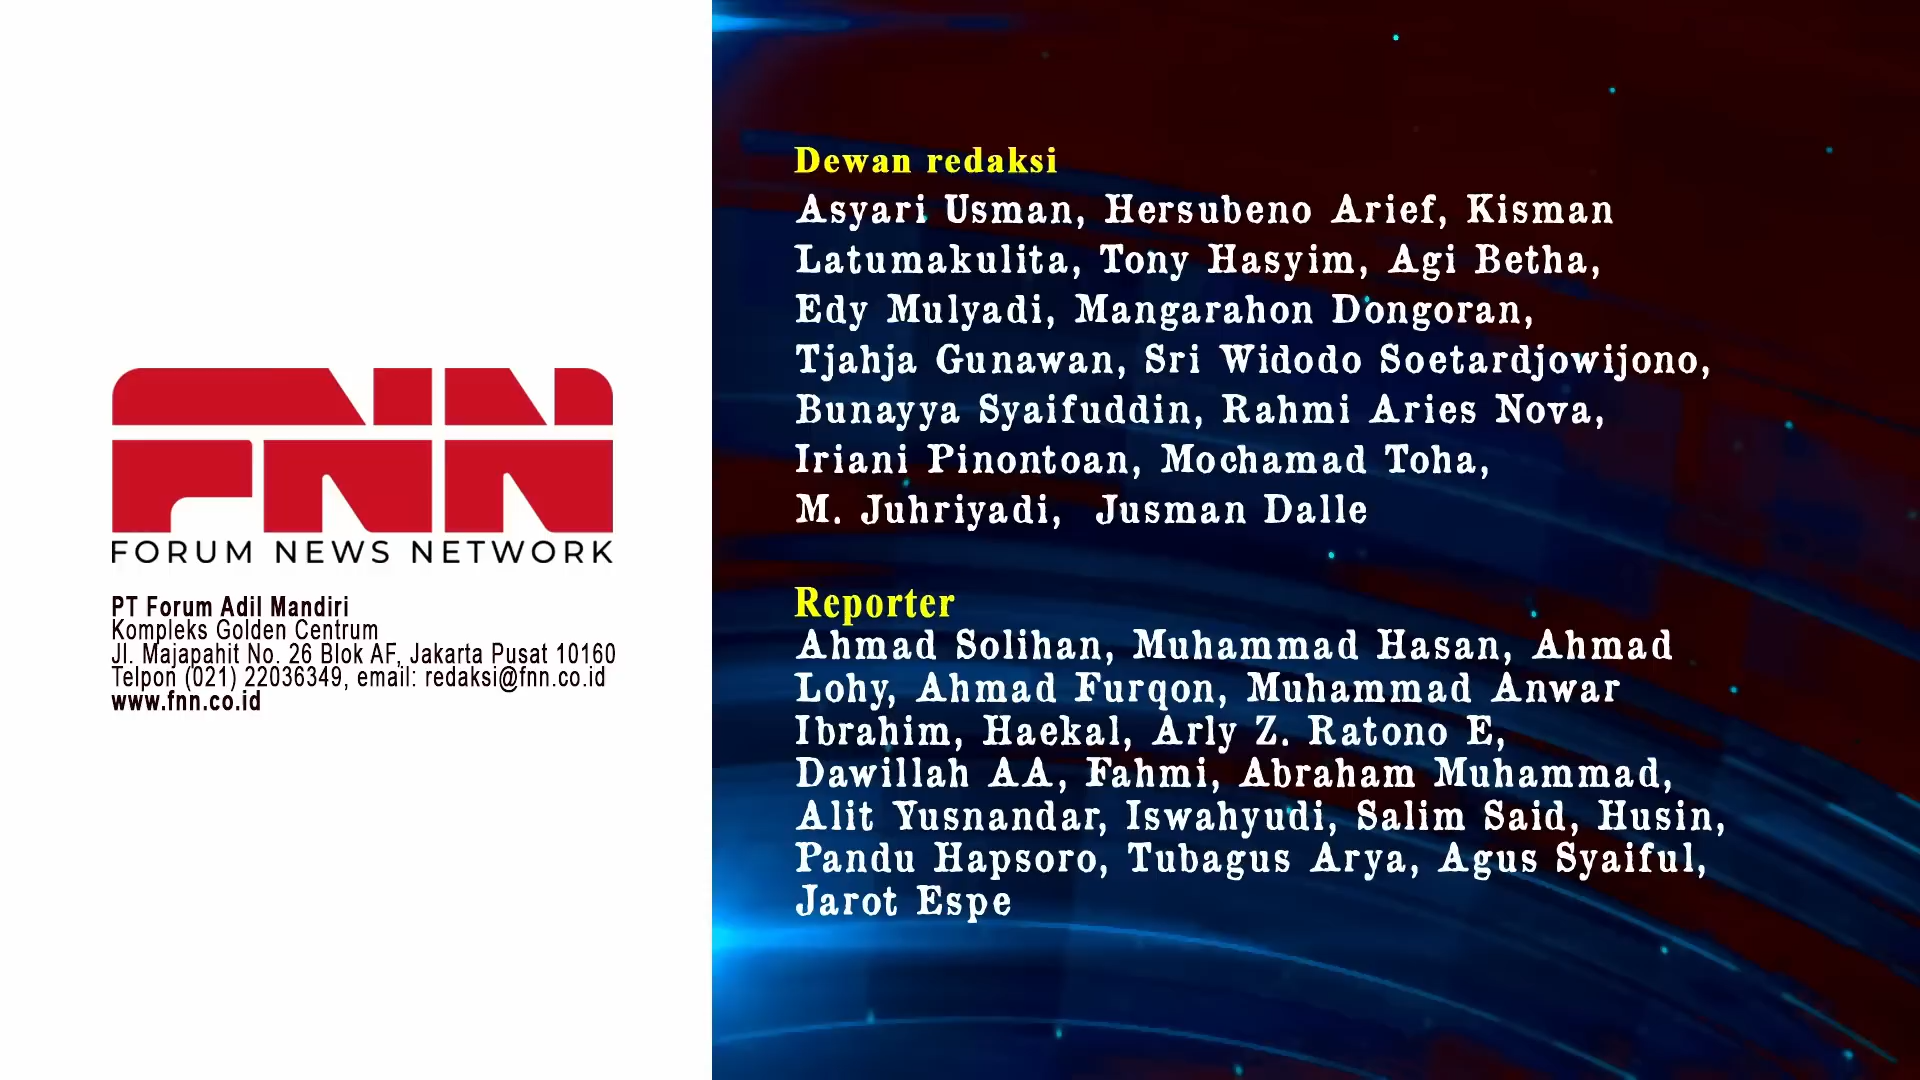 FNN
FORUM NEWS NETWORK
PT Forum Adil Mandiri
Kompleks Golden Centrum
Jl. Majapahit No. 26 Blok AF, Jakarta Pusat 10160
Telpon (021) 22036349, email: redaksi@fnn.co.id
www.fnn.co.id
Dewan redaksi
Asyari Usman, Hersubeno Arief, Kisman
Latumakulita, Tony Hasyim, Agi Betha,
Edy Mulyadi, Mangarahon Dongoran,
Tjahja Gunawan, Sri Widodo Soetardjowijono,
Bunayya Syaifuddin, Rahmi Aries Nova,
Iriani Pinontoan, Mochamad Toha,
M. Juhriyadi,  Jusman Dalle
Reporter
Ahmad Solihan, Muhammad Hasan, Ahmad
Lohy, Ahmad Furqon, Muhammad Anwar
Ibrahim, Haekal, Arly Z. Ratono E,
Dawillah AA, Fahmi, Abraham Muhammad,
Alit Yusnandar, Iswahyudi, Salim Said, Husin,
Pandu Hapsoro, Tubagus Arya, Agus Syaiful,
Jarot Espe